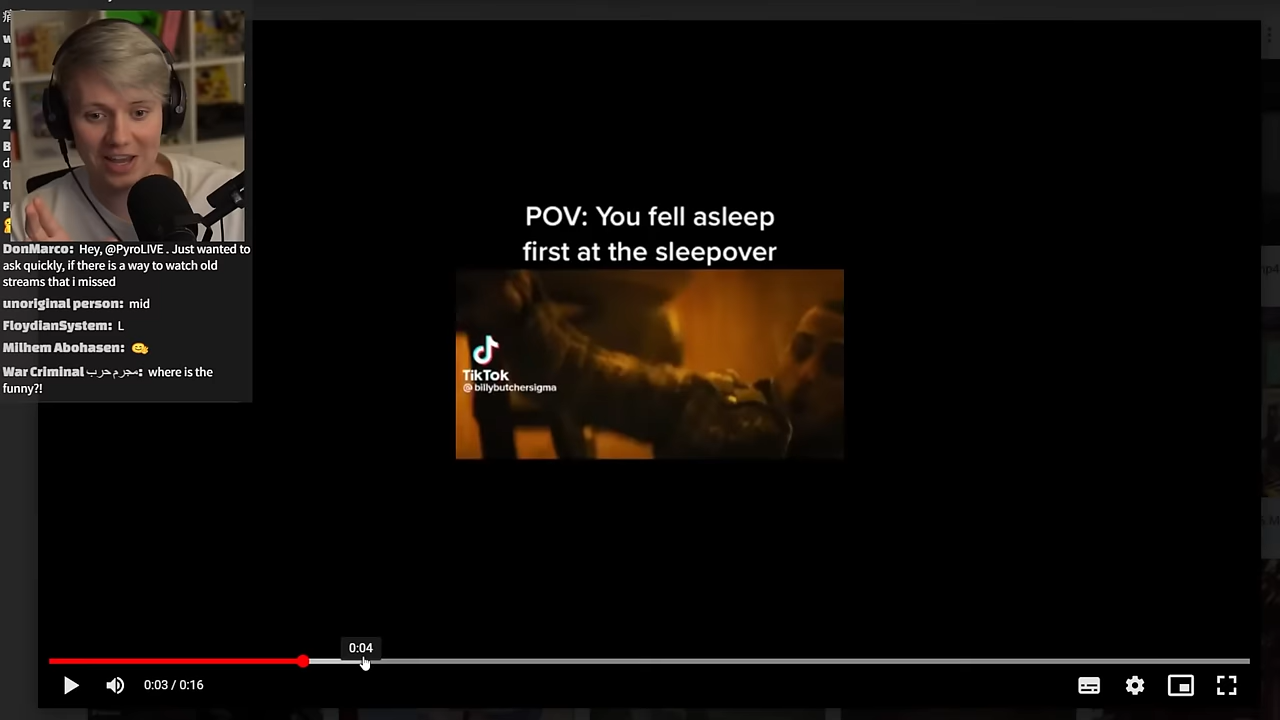 DonMarco: Hey, @PyroLIVE . Just wanted to
ask quickly, if there is a way to watch old
streams that i missed
unoriginal person: mid
FloydianSystem: L
Milhem Abohasen:
War Criminal مجرم حرب: where is the
funny?!
POV: You fell asleep
first at the sleepover
TikTok
@billybutchersigma
0:04
0:03 / 0:16